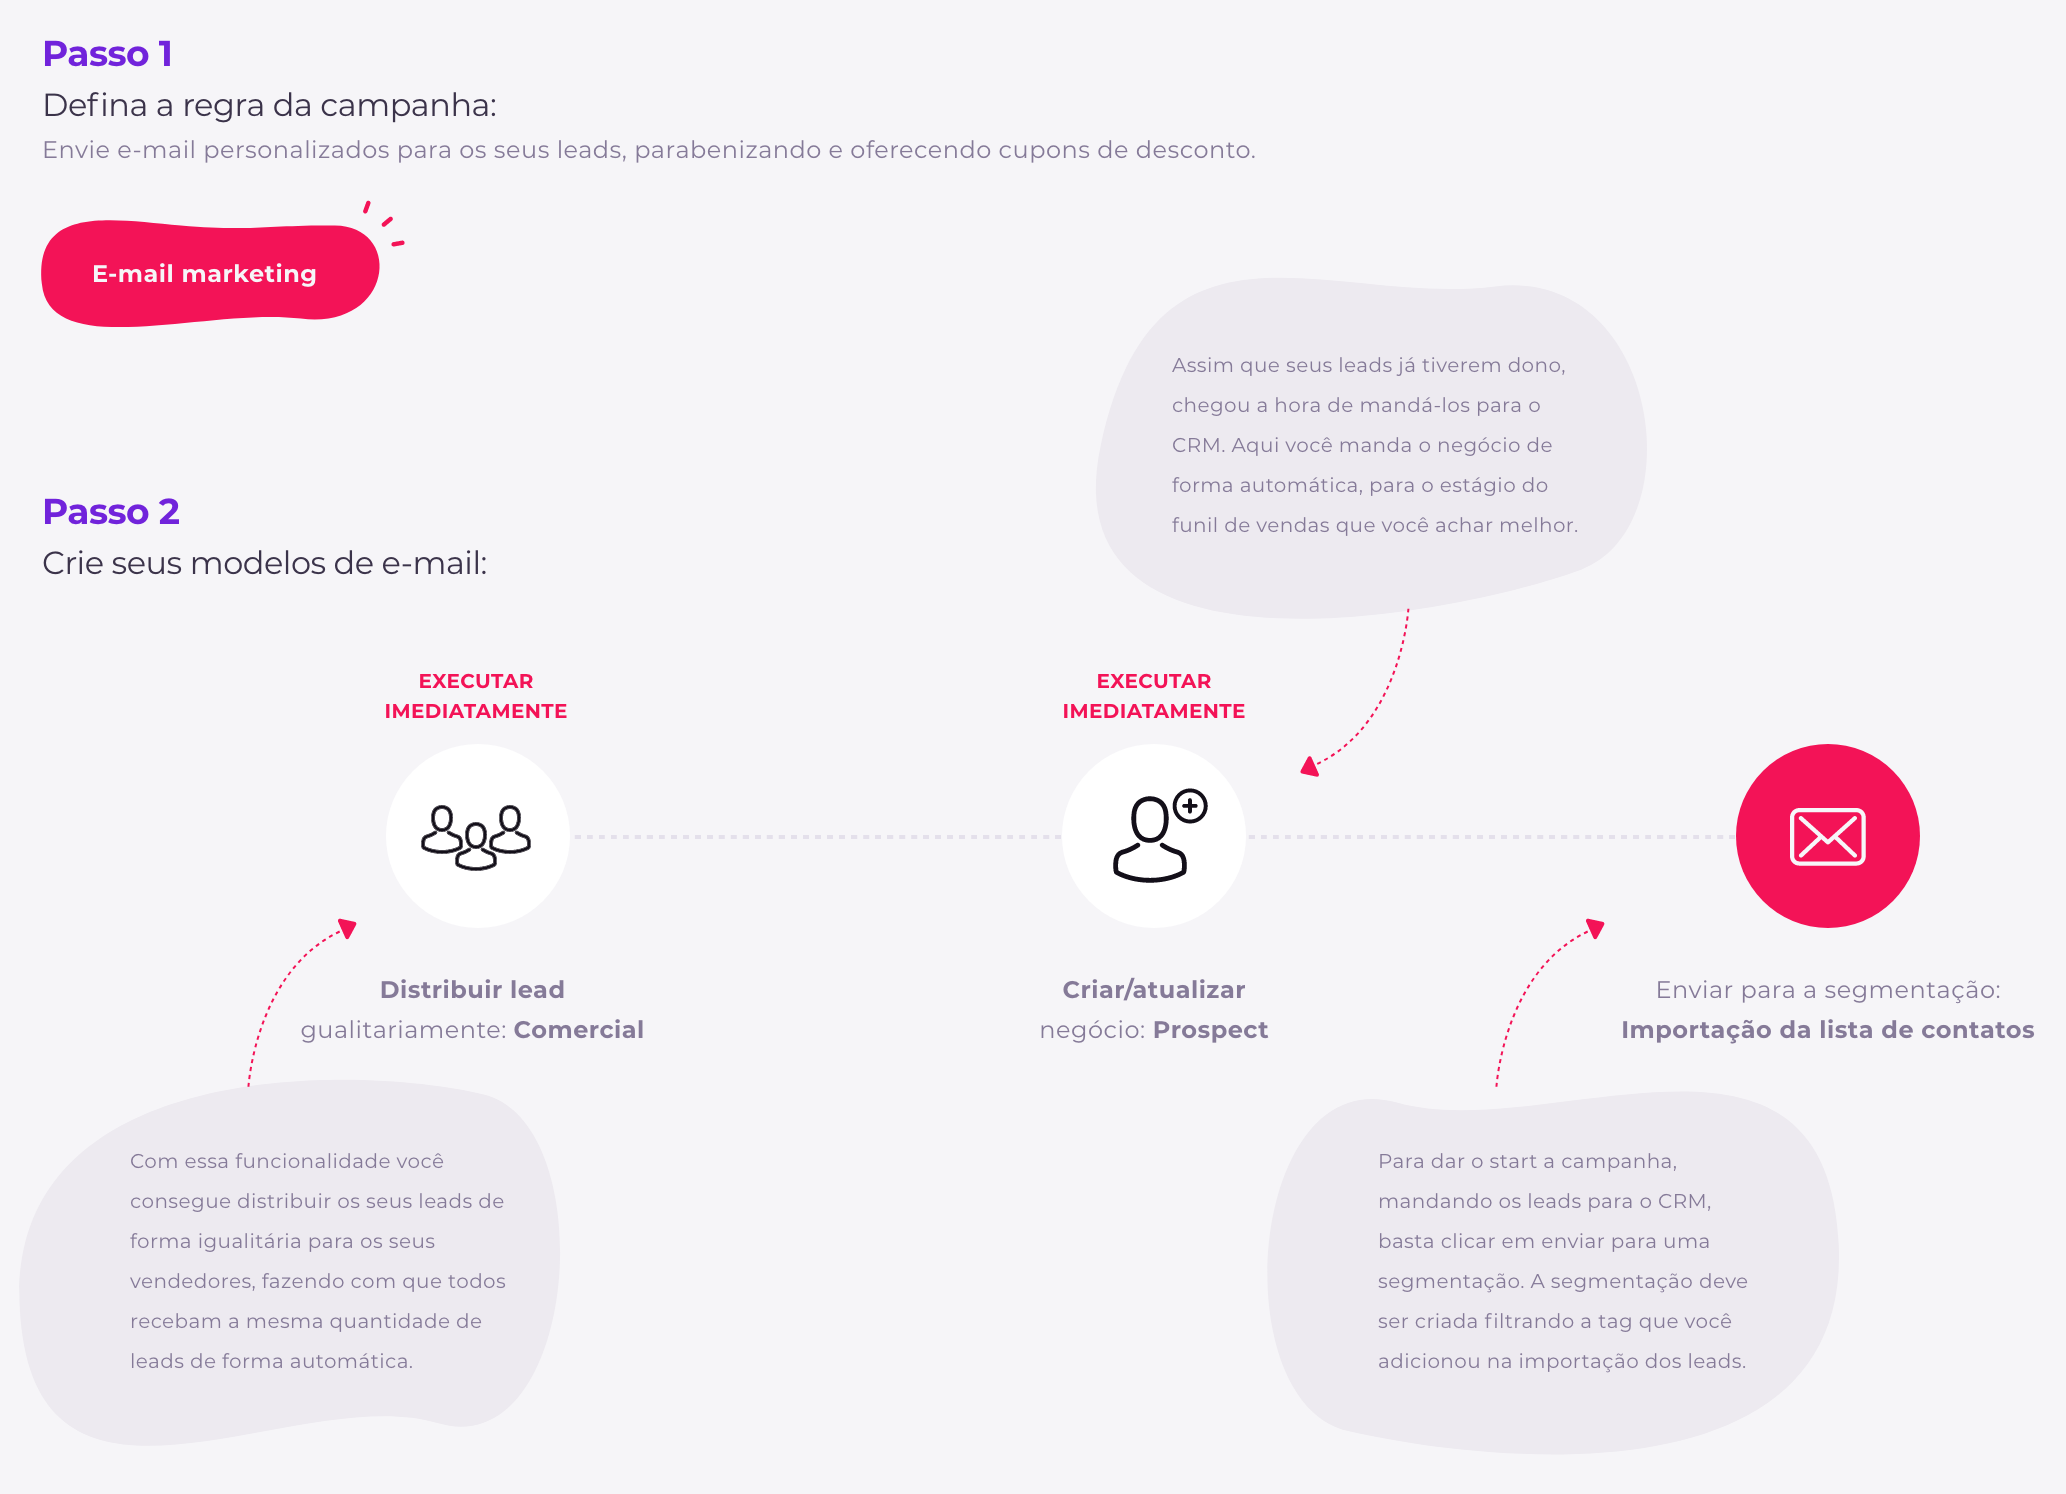 Passo 1
Defina a regra da campanha:
Envie e-mail personalizados para os seus leads, parabenizando e oferecendo cupons de desconto.
E-mail marketing
Assim que seus leads já tiverem dono,
chegou a hora de mandá-los para o
CRM. Aqui você manda o negócio de
forma automática, para o estágio do
funil de vendas que você achar melhor.
Passo 2
Crie seus modelos de e-mail:
EXECUTAR
IMEDIATAMENTE
EXECUTAR
IMEDIATAMENTE
Distribuir lead
gualitariamente: Comercial
Criar/atualizar
negócio: Prospect
Enviar para a segmentação:
Importação da lista de contatos
Com essa funcionalidade você
consegue distribuir os seus leads de
forma igualitária para os seus
vendedores, fazendo com que todos
recebam a mesma quantidade de
leads de forma automática.
Para dar o start a campanha,
mandando os leads para o CRM,
basta clicar em enviar para uma
segmentação. A segmentação deve
ser criada filtrando a tag que você
adicionou na importação dos leads.